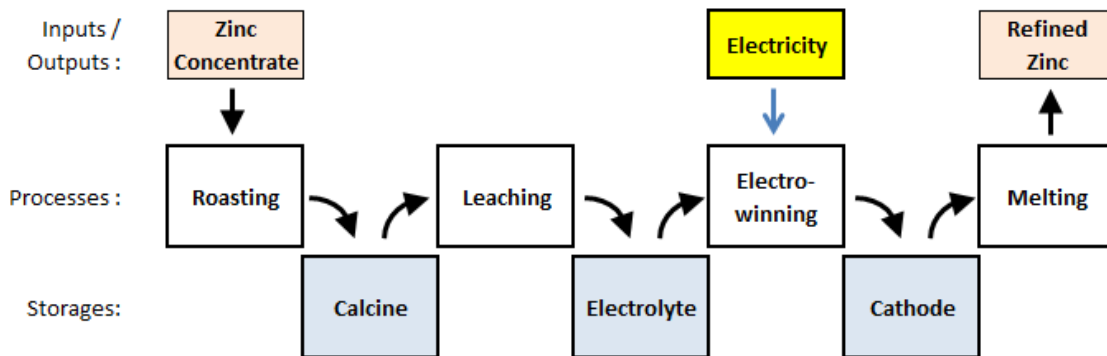 Inputs /
Outputs :
Zinc
Concentrate
Electricity
Refined
Zinc
Processes :
Roasting
Leaching
Electro-
winning
Melting
Storages:
Calcine
Electrolyte
Cathode